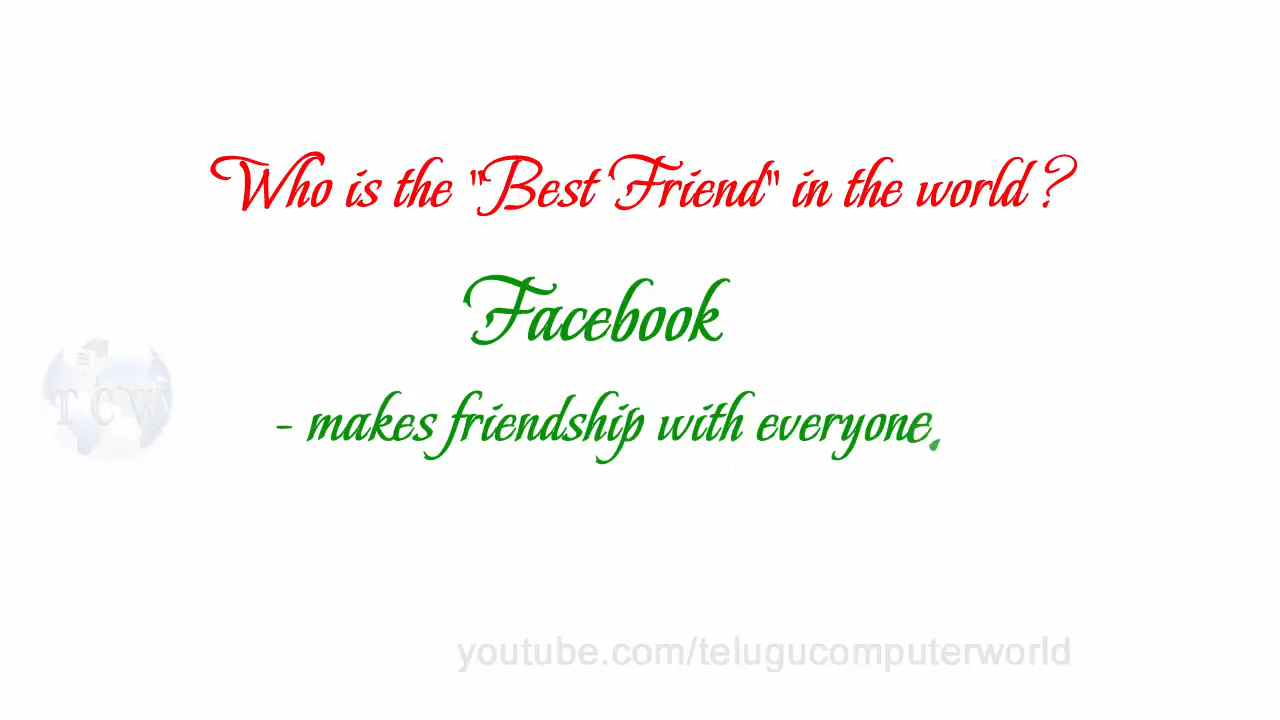 Who is the "Best Friend" in the world?
Facebook
- makes friendship with everyone.
T C W
youtube.com/telugucomputerworld